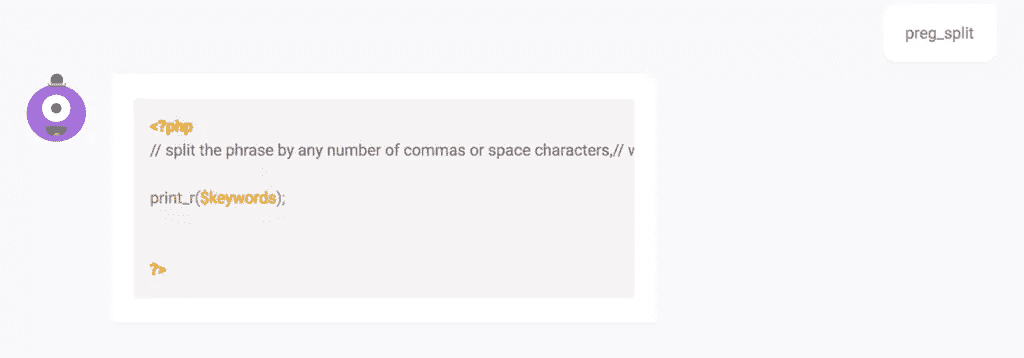 preg_split
<?php
// split the phrase by any number of commas or space characters,// w
print_r($keywords);
?>